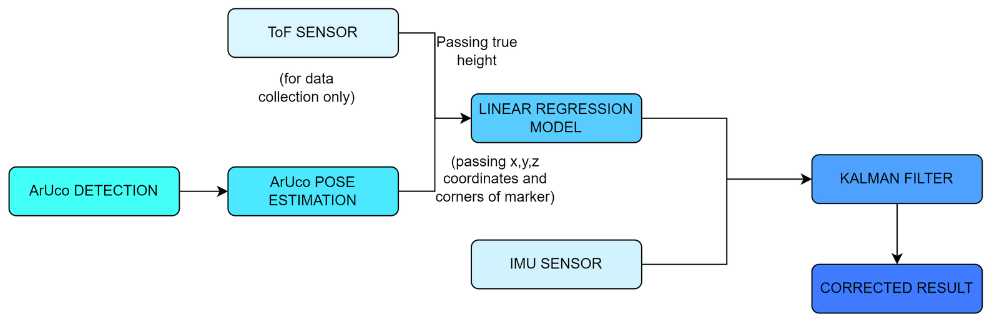 ToF SENSOR
Passing true
height
(for data
collection only)
LINEAR REGRESSION
MODEL
(passing x,y,z
coordinates and
corners of marker)
ArUco DETECTION
ArUco POSE
ESTIMATION
KALMAN FILTER
IMU SENSOR
CORRECTED RESULT